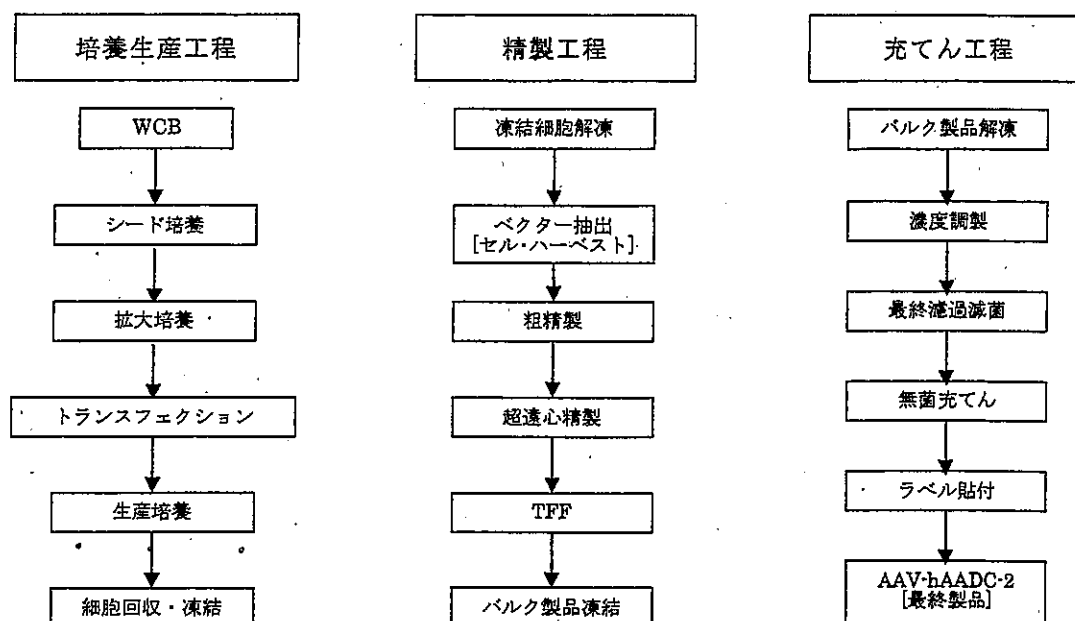 培養生産工程
WCB
シード培養
拡大培養
トランスフェクション
生産培養
細胞回収・凍結
精製工程
凍結細胞解凍
ベクター抽出
[セル・ハーベスト]
粗精製
超遠心精製
TFF
バルク製品凍結
充てん工程
バルク製品解凍
濃度調製
最終濾過滅菌
無菌充てん
ラベル貼付
AAV-hAADC-2
[最終製品]